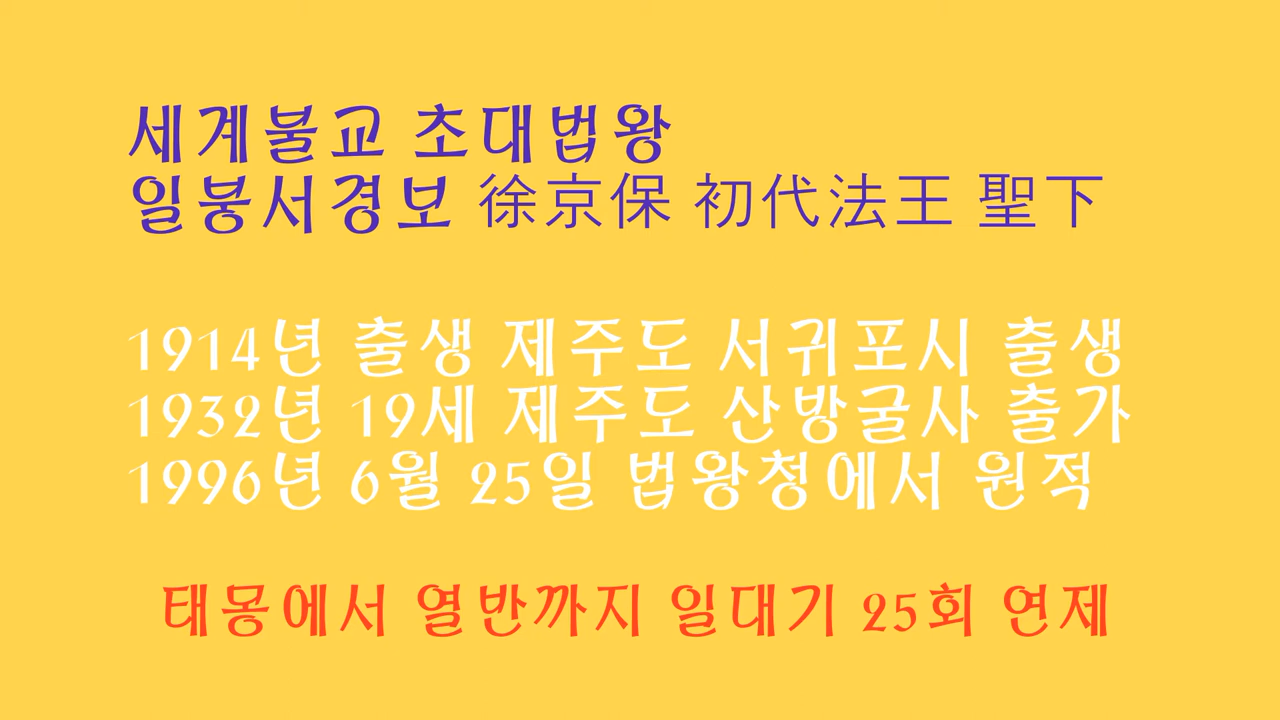 세계불교 초대법왕
일붕서경보 徐京保 初代法王 聖下
1914년 출생 제주도 서귀포시 출생
1932년 19세 제주도 산방굴사 출가
1996년 6월 25일 법왕청에서 원적
태몽에서 열반까지 일대기 25회 연제